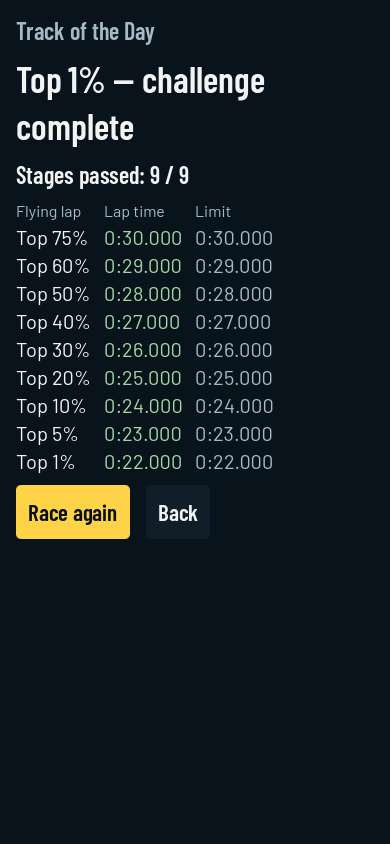 Track of the Day
Top 1% — challenge
complete
Stages passed: 9 / 9
Flying lap Lap time Limit
Top 75% 0:30.000 0:30.000
Top 60% 0:29.000 0:29.000
Top 50% 0:28.000 0:28.000
Top 40% 0:27.000 0:27.000
Top 30% 0:26.000 0:26.000
Top 20% 0:25.000 0:25.000
Top 10% 0:24.000 0:24.000
Top 5% 0:23.000 0:23.000
Top 1% 0:22.000 0:22.000
Race again Back